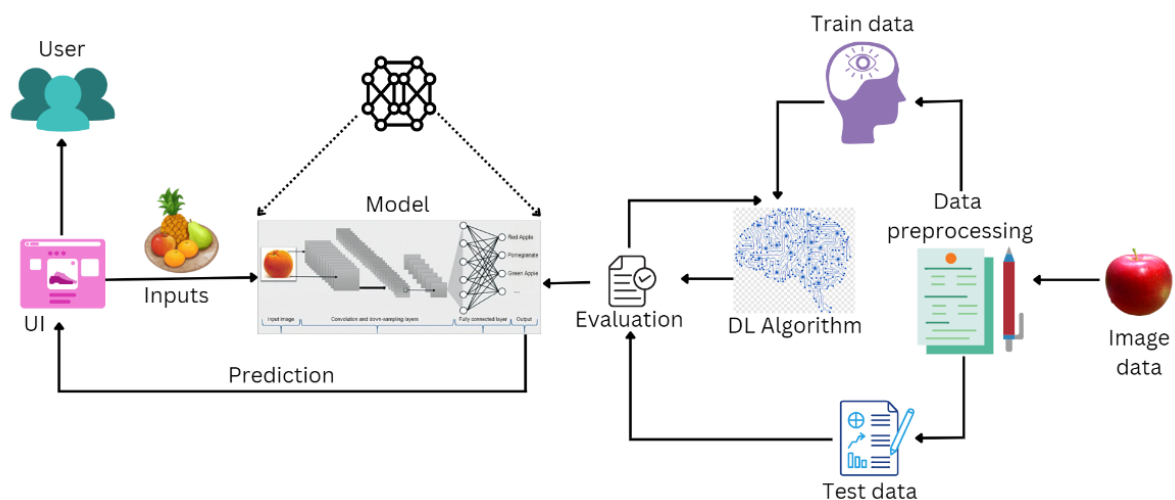 Train data
User
Model
Data
preprocessing
Red Apple
Pomegranate
Green Apple
....
Inputs
UI
Input image
Convolution and down-sampling layers
Fully connected layer
Output
Evaluation
DL Algorithm
Image
data
Prediction
Test data